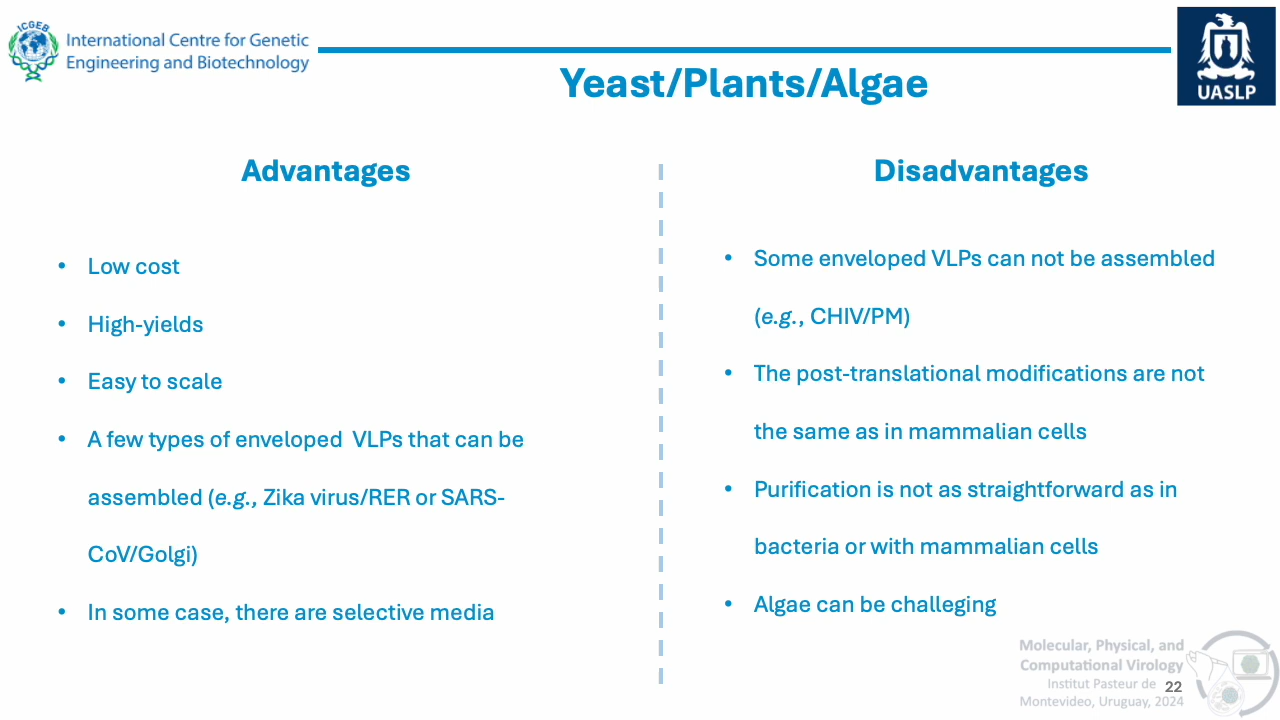 ICGEB
International Centre for Genetic
Engineering and Biotechnology
UASLP
Yeast/Plants/Algae
Advantages
• Low cost
• High-yields
• Easy to scale
• A few types of enveloped  VLPs that can be
assembled (e.g., Zika virus/RER or SARS-
CoV/Golgi)
• In some case, there are selective media
Disadvantages
• Some enveloped VLPs can not be assembled
(e.g., CHIV/PM)
• The post-translational modifications are not
the same as in mammalian cells
• Purification is not as straightforward as in
bacteria or with mammalian cells
• Algae can be challeging
Molecular, Physical, and
Computational Virology
Institut Pasteur de
Montevideo, Uruguay, 2024
22